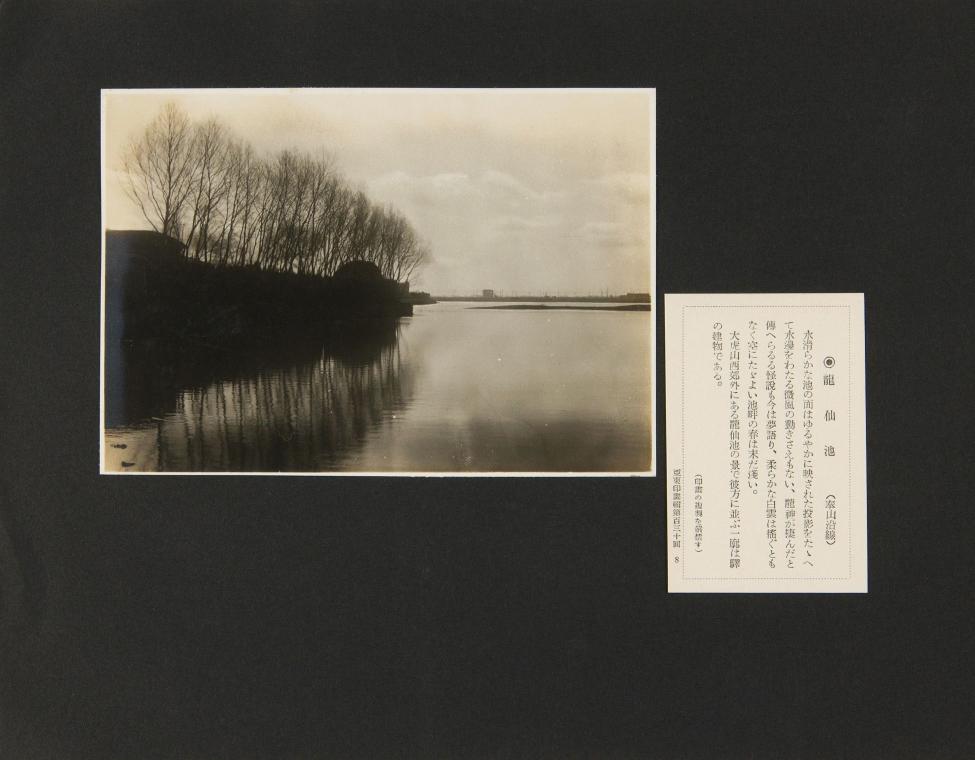 ◉龍仙池（奉山沿線）
水清らかな池の面はゆるやかに映された投影をたゝへ
て水邊をわたる微風の動きさえもない、龍神が棲んだと
傳へらるる怪說も今は夢語り、柔らかな白雲は搖ぐとも
なく空にたゞよい池畔の春は未だ淺い。
大虎山西郊外にある龍仙池の景で彼方に並ぶ一廓は驛
の建物である。
（印畫の複製を嚴禁す）
亞東印畫輯第百三十回 8